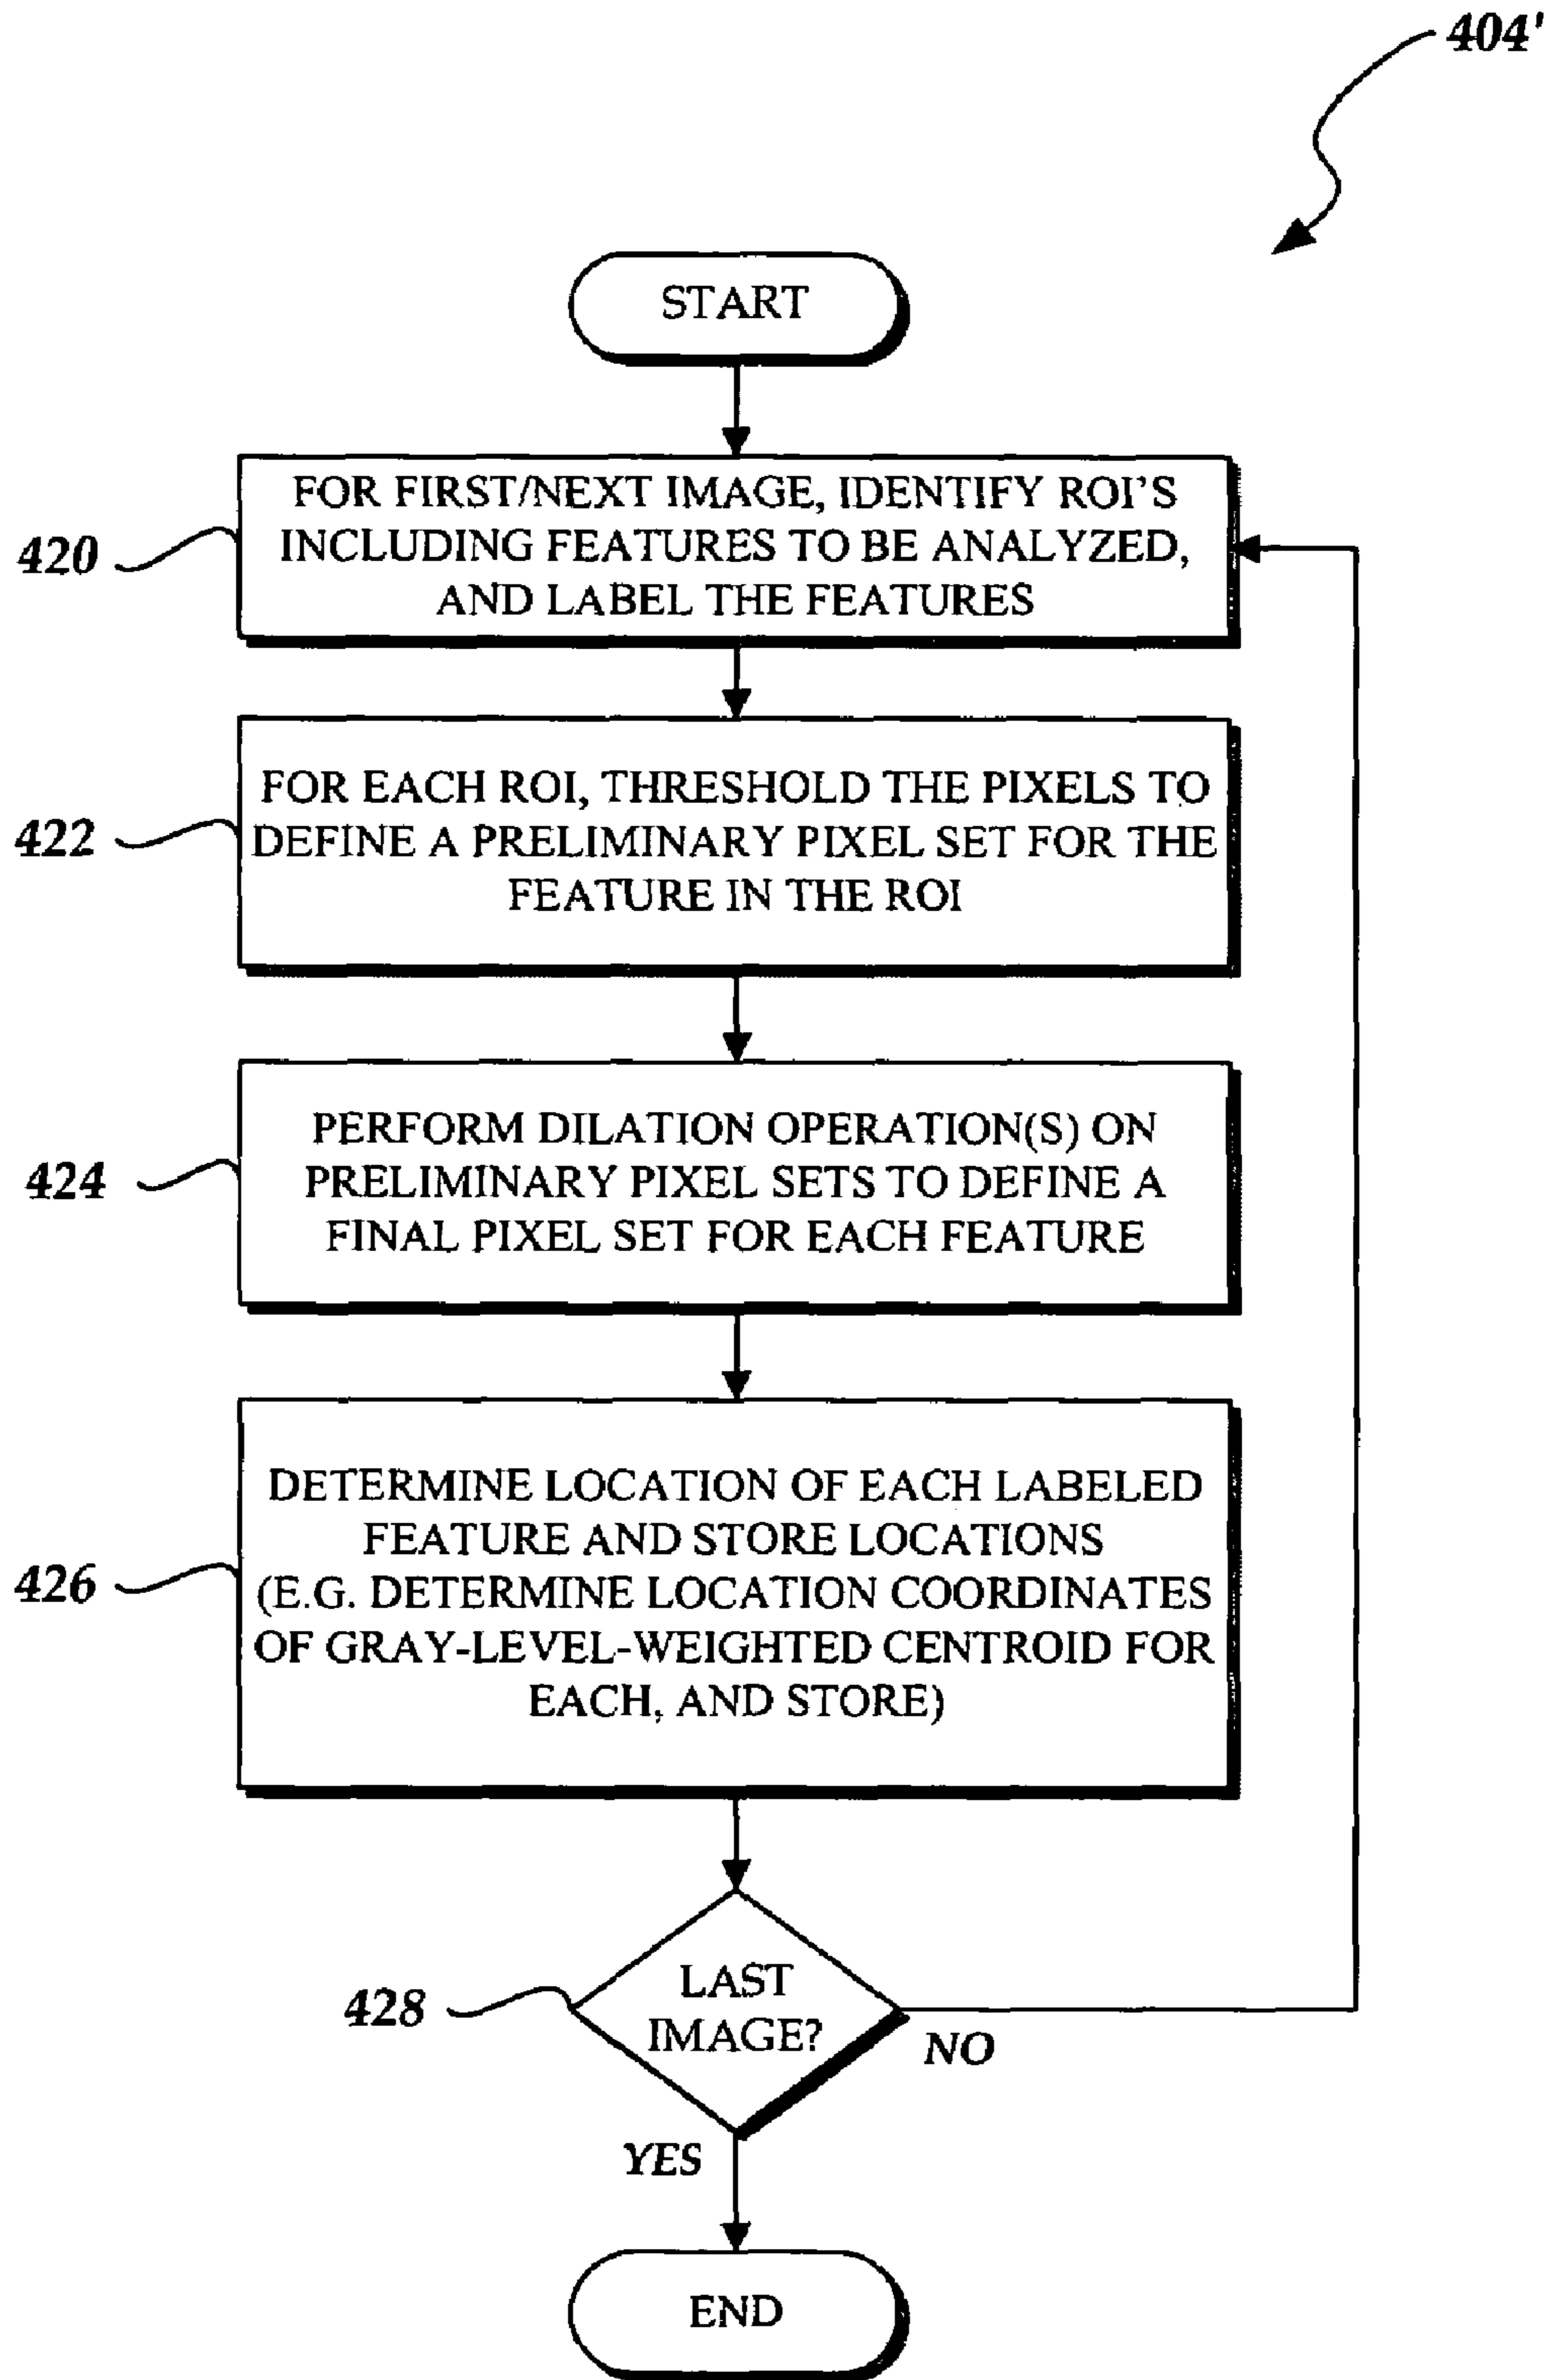 404'
START
420
FOR FIRST/NEXT IMAGE, IDENTIFY ROI'S
INCLUDING FEATURES TO BE ANALYZED,
AND LABEL THE FEATURES
422
FOR EACH ROI, THRESHOLD THE PIXELS TO
DEFINE A PRELIMINARY PIXEL SET FOR THE
FEATURE IN THE ROI
424
PERFORM DILATION OPERATION(S) ON
PRELIMINARY PIXEL SETS TO DEFINE A
FINAL PIXEL SET FOR EACH FEATURE
426
DETERMINE LOCATION OF EACH LABELED
FEATURE AND STORE LOCATIONS
(E.G. DETERMINE LOCATION COORDINATES
OF GRAY-LEVEL-WEIGHTED CENTROID FOR
EACH, AND STORE)
428
LAST
IMAGE?
NO
YES
END